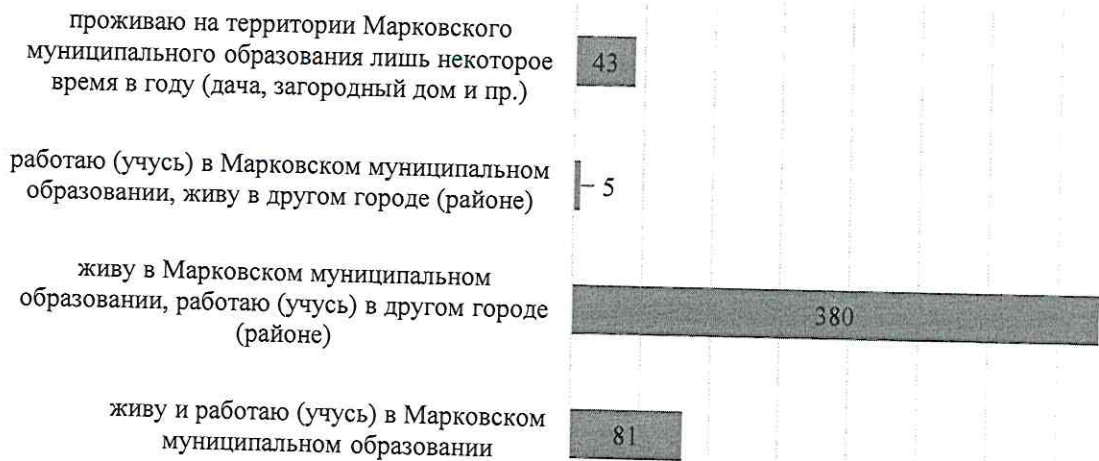 проживаю на территории Марковского
муниципального образования лишь некоторое
время в году (дача, загородный дом и пр.)
43
работаю (учусь) в Марковском муниципальном
образовании, живу в другом городе (районе)
5
живу в Марковском муниципальном
образовании, работаю (учусь) в другом городе
(районе)
380
живу и работаю (учусь) в Марковском
муниципальном образовании
81